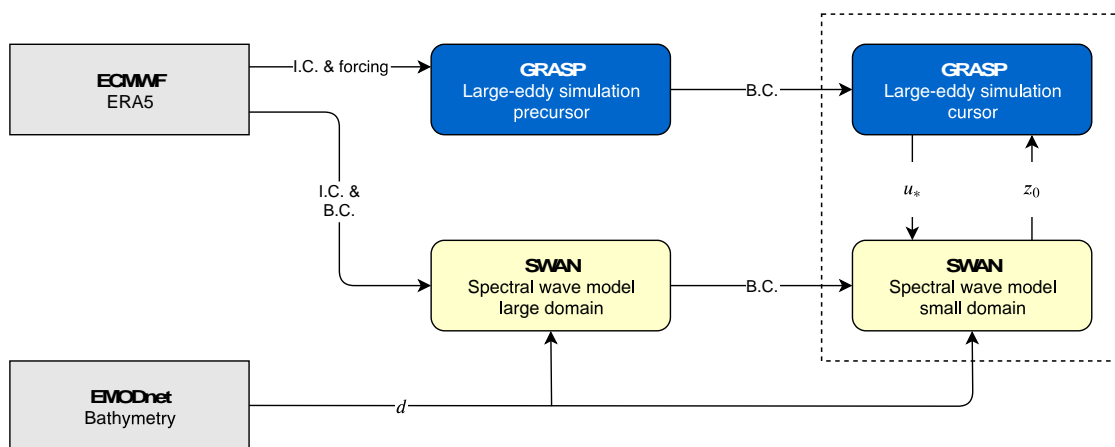 ECMWF
ERA5
I.C. & forcing
GRASP
Large-eddy simulation
precursor
B.C.
GRASP
Large-eddy simulation
cursor
I.C. &
B.C.
u*
z0
SWAN
Spectral wave model
large domain
B.C.
SWAN
Spectral wave model
small domain
EMODnet
Bathymetry
d